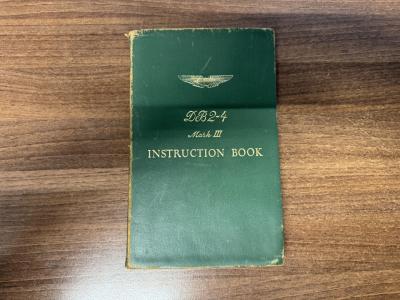 DB2-4
Mark III
INSTRUCTION BOOK